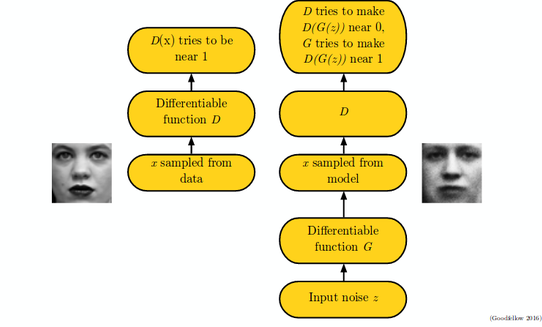 D(x) tries to be
near 1
Differentiable
function D
x sampled from
data
D tries to make
D(G(z)) near 0,
G tries to make
D(G(z)) near 1
D
x sampled from
model
Differentiable
function G
Input noise z
(Goodfellow 2016)